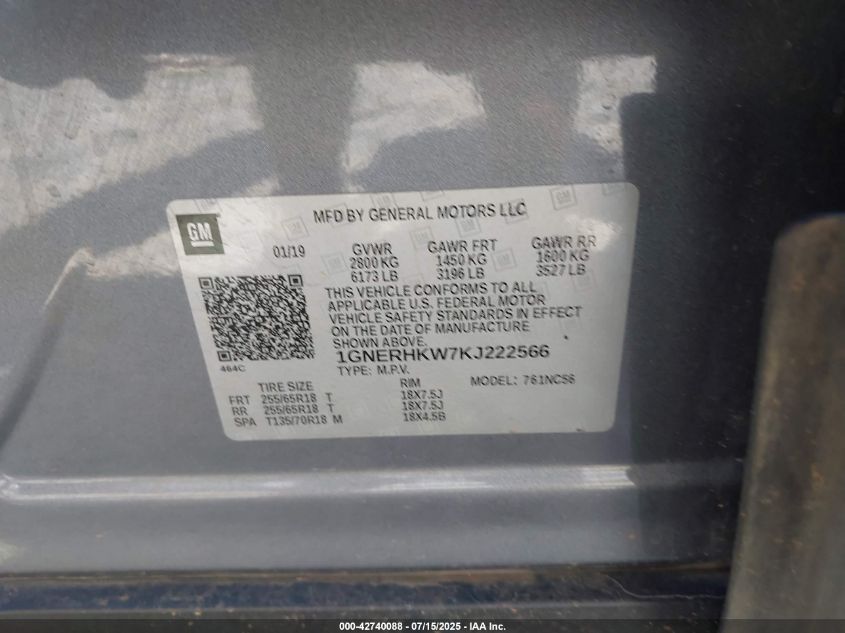 GM
MFD BY GENERAL MOTORS LLC
01/19
GVWR GAWR FRT GAWR RR
2800 KG 1450 KG 1600 KG
6173 LB 3196 LB 3527 LB
THIS VEHICLE CONFORMS TO ALL
APPLICABLE U.S. FEDERAL MOTOR
VEHICLE SAFETY STANDARDS IN EFFECT
ON THE DATE OF MANUFACTURE
SHOWN ABOVE.
1GNERHKW7KJ222566
464C
TYPE: M.P.V.
MODEL: 761NC56
TIRE SIZE RIM
FRT 255/65R18 T 18X7.5J
RR 255/65R18 T 18X7.5J
SPA T135/70R18 M 18X4.5B
000-42740088 - 07/15/2025 - IAA Inc.